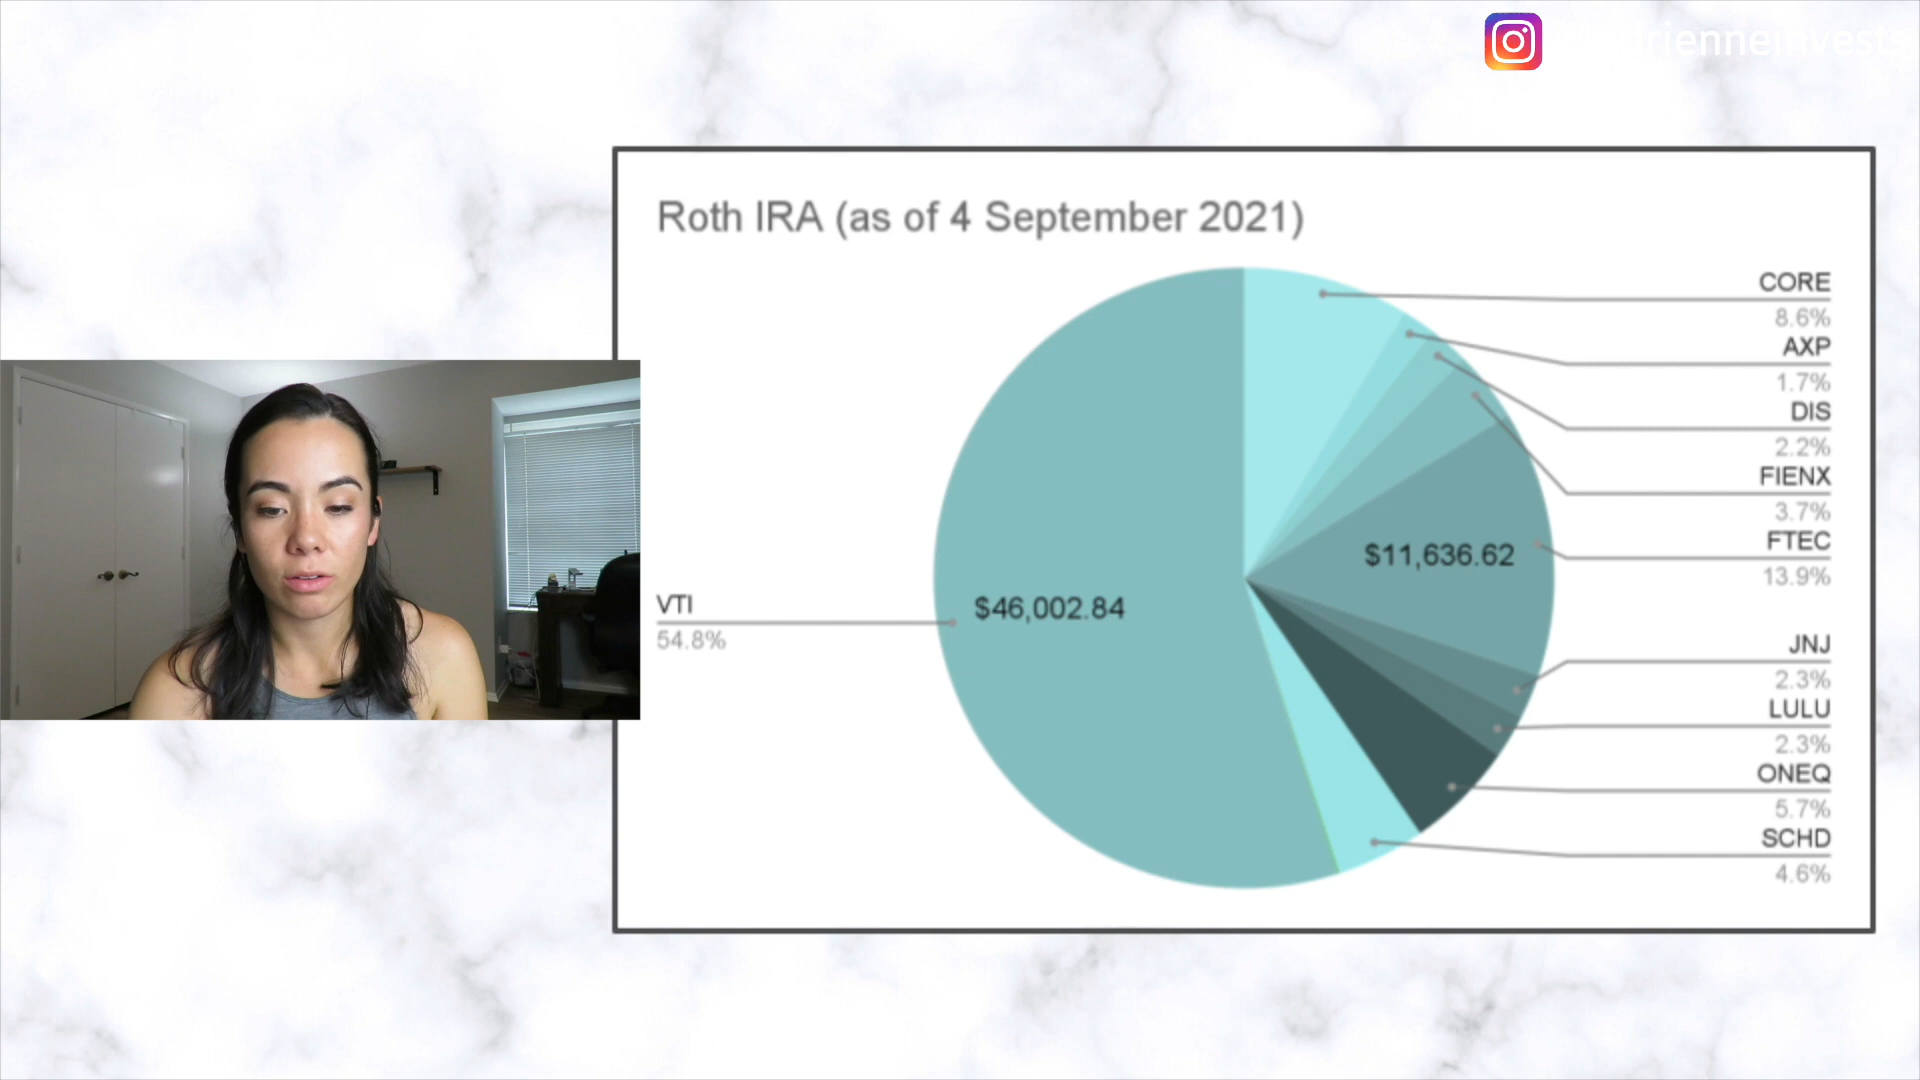 Roth IRA (as of 4 September 2021)
CORE
8.6%
AXP
1.7%
DIS
2.2%
FIENX
3.7%
FTEC
13.9%
$11,636.62
VTI
54.8%
$46,002.84
JNJ
2.3%
LULU
2.3%
ONEQ
5.7%
SCHD
4.6%